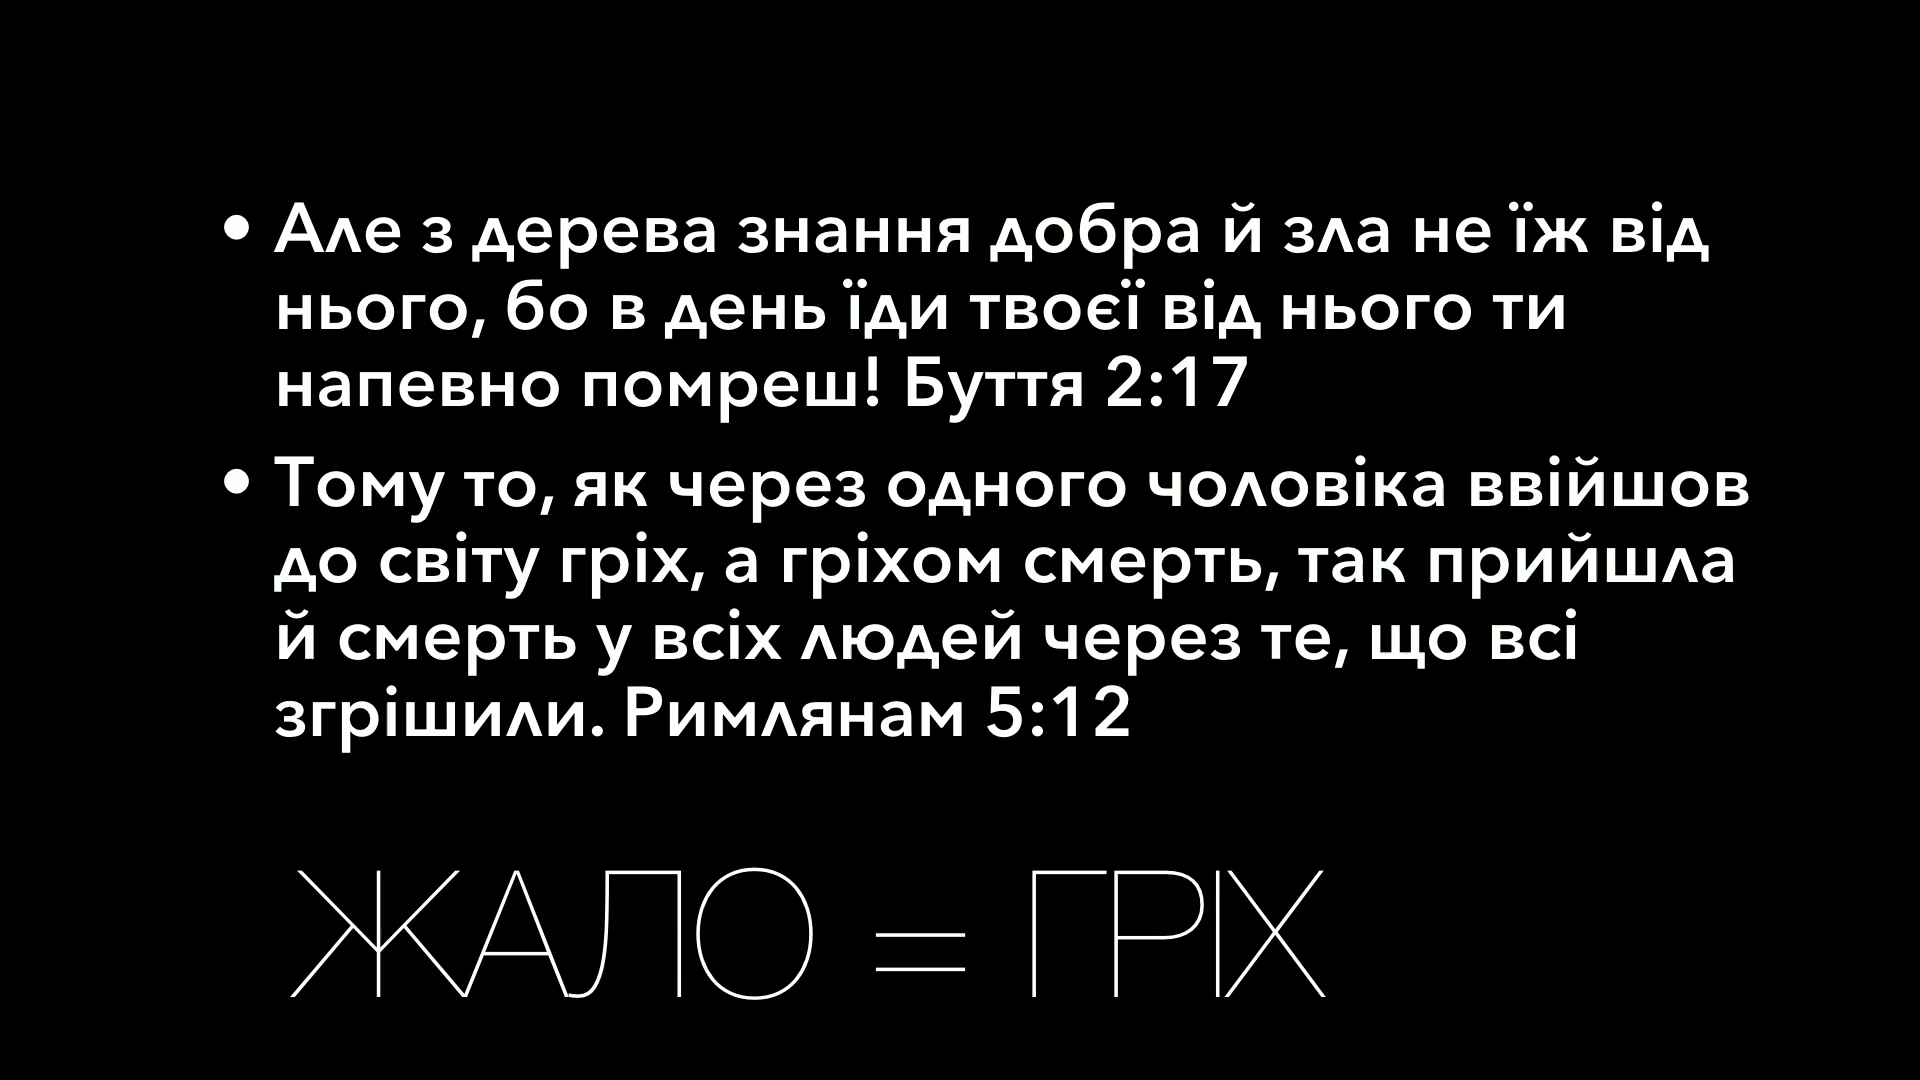 • Але з дерева знання добра й зла не їж від
нього, бо в день їди твоєї від нього ти
напевно помреш! Буття 2:17
• Тому то, як через одного чоловіка ввійшов
до світу гріх, а гріхом смерть, так прийшла
й смерть у всіх людей через те, що всі
згрішили. Римлянам 5:12
ЖАЛО = ГРІХ